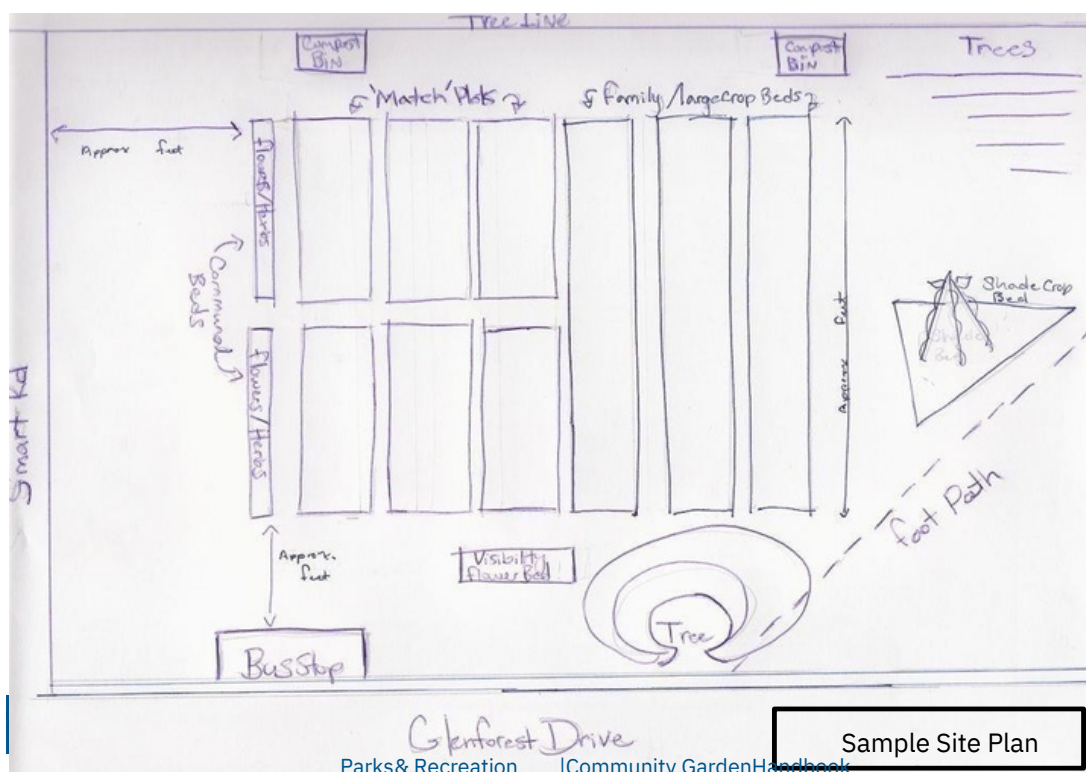 Tree Line
Compost
BiN
Compost
BiN
Trees
'Match' Plots
Family/large crop Beds
Approx feet
flowers/Herbs
Communal
Beds
flowers/Herbs
Approx feet
Shade Crop
Bed
Smart Rd
foot Path
Approx.
feet
Visibility
flower Bed
Tree
Bus Stop
Glenforest Drive
Sample Site Plan
Parks& Recreation |Community GardenHandbook